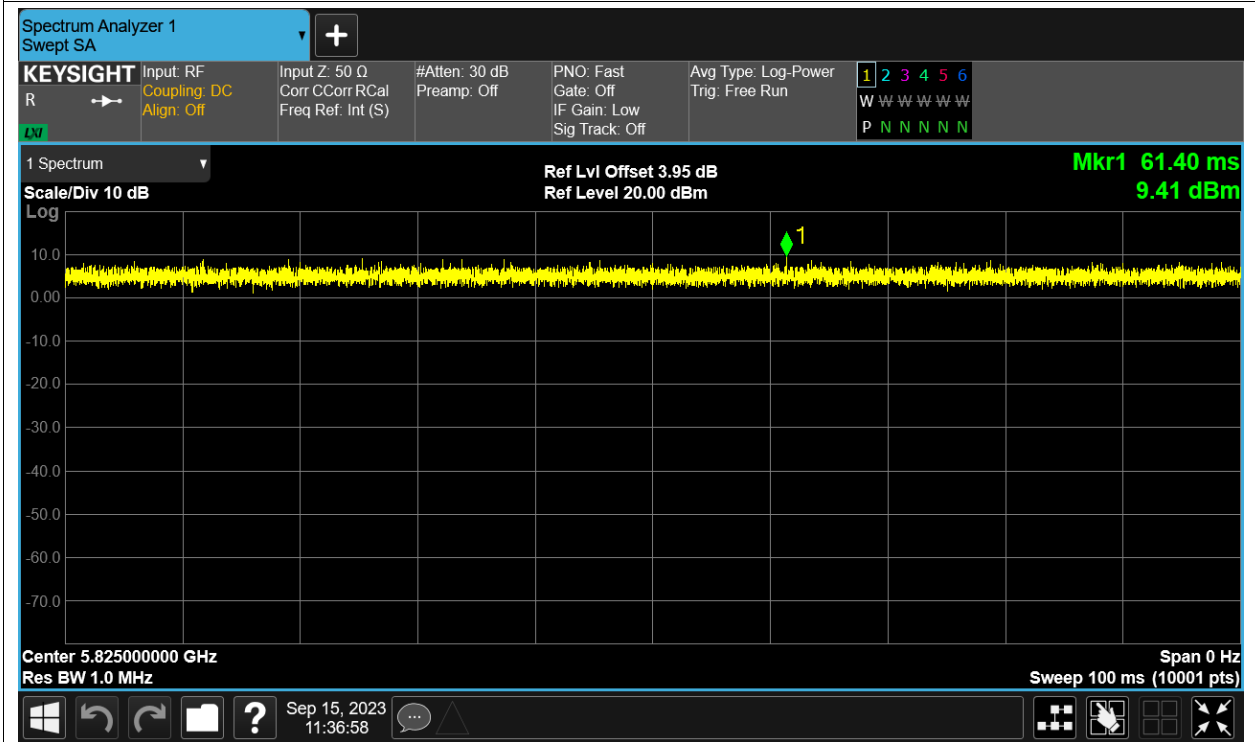 Spectrum Analyzer 1
Swept SA
+
KEYSIGHT
R
LXI
Input: RF
Coupling: DC
Align: Off
Input Z: 50 Ω
Corr CCorr RCal
Freq Ref: Int (S)
#Atten: 30 dB
Preamp: Off
PNO: Fast
Gate: Off
IF Gain: Low
Sig Track: Off
Avg Type: Log-Power
Trig: Free Run
1 2 3 4 5 6
W W W W W W
P N N N N N
1 Spectrum
Scale/Div 10 dB
Ref Lvl Offset 3.95 dB
Ref Level 20.00 dBm
Mkr1 61.40 ms
9.41 dBm
Log
1
10.0
0.00
-10.0
-20.0
-30.0
-40.0
-50.0
-60.0
-70.0
Center 5.825000000 GHz
Span 0 Hz
Res BW 1.0 MHz
Sweep 100 ms (10001 pts)
?
Sep 15, 2023
11:36:58